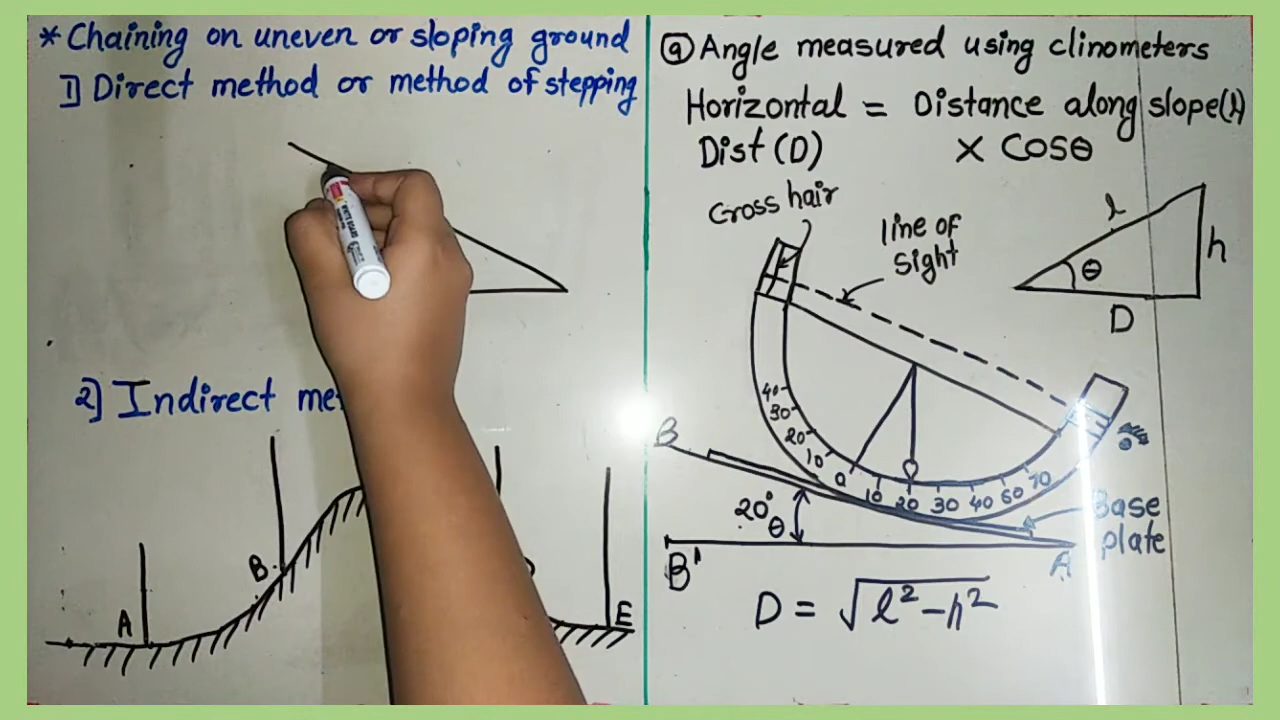 * Chaining on uneven or sloping ground
1] Direct method or method of stepping
2] Indirect me
A
B
E
a) Angle measured using clinometers
Horizontal = Distance along slope(l)
Dist (D) × Cosθ
Cross hair
line of
sight
l
θ
h
D
40
30
20
10
0
10
20
30
40
60
70
B
20°
θ
Base
plate
B'
A
D = √l²-h²
WHITE BOARD